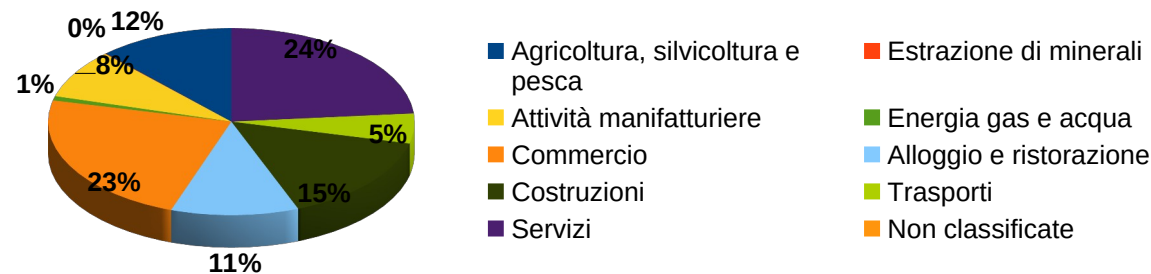 0% 12%
24%
8%
1%
5%
23%
15%
11%
Agricoltura, silvicoltura e
pesca
Estrazione di minerali
Attività manifatturiere
Energia gas e acqua
Commercio
Alloggio e ristorazione
Costruzioni
Trasporti
Servizi
Non classificate